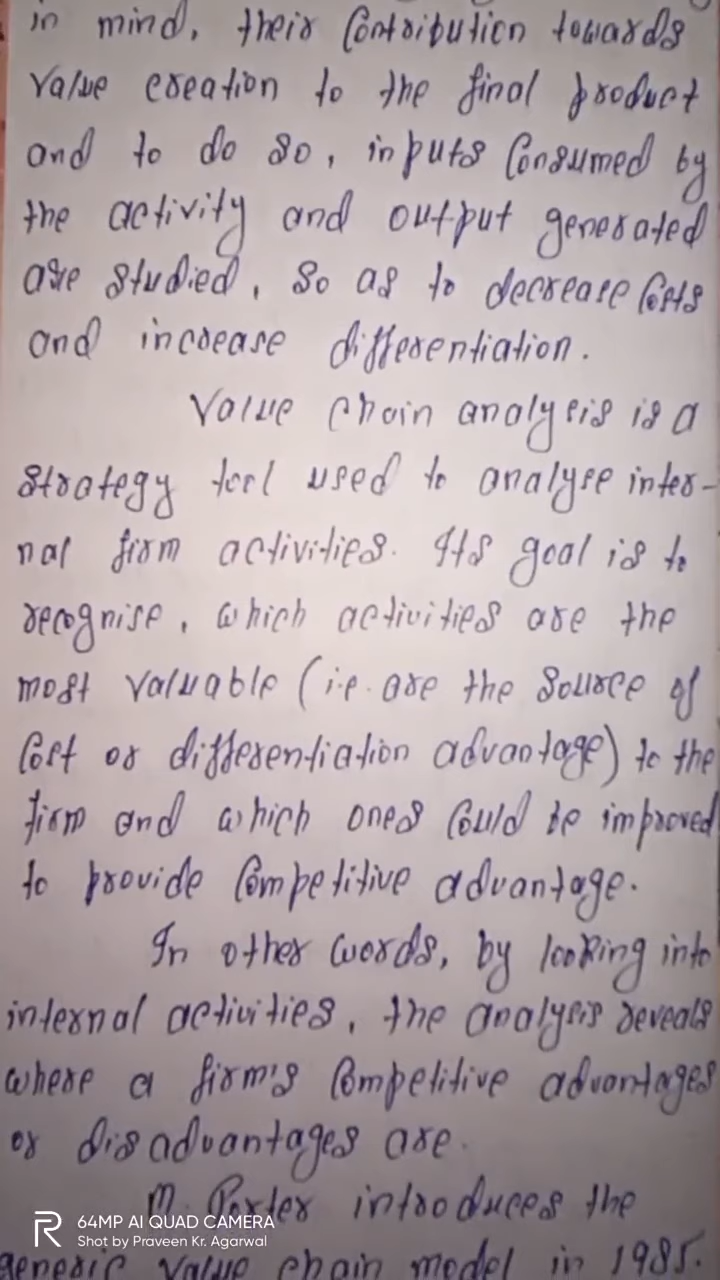 in mind, their contribution towards
value creation to the final product
and to do so, inputs consumed by
the activity and output generated
are studied, so as to decrease costs
and increase differentiation.
Value chain analysis is a
strategy tool used to analyse inter-
nal firm activities. Its goal is to
recognise, which activities are the
most valuable (i.e. are the source of
cost or differentiation advantage) to the
firm and which ones could be improved
to provide competitive advantage.
In other words, by looking into
internal activities, the analysis reveals
where a firm's competitive advantages
or disadvantages are.
M. Porter introduces the
generic value chain model in 1985.
64MP AI QUAD CAMERA
Shot by Praveen Kr. Agarwal